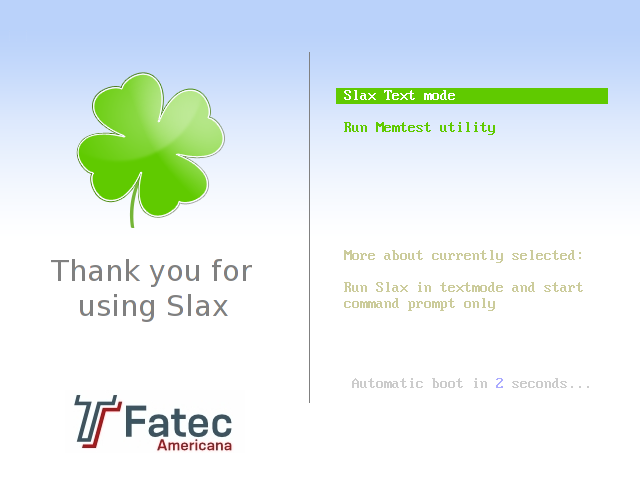 Slax Text mode
Run Memtest utility
More about currently selected:
Run Slax in textmode and start
command prompt only
Automatic boot in 2 seconds...
Thank you for
using Slax
Fatec
Americana